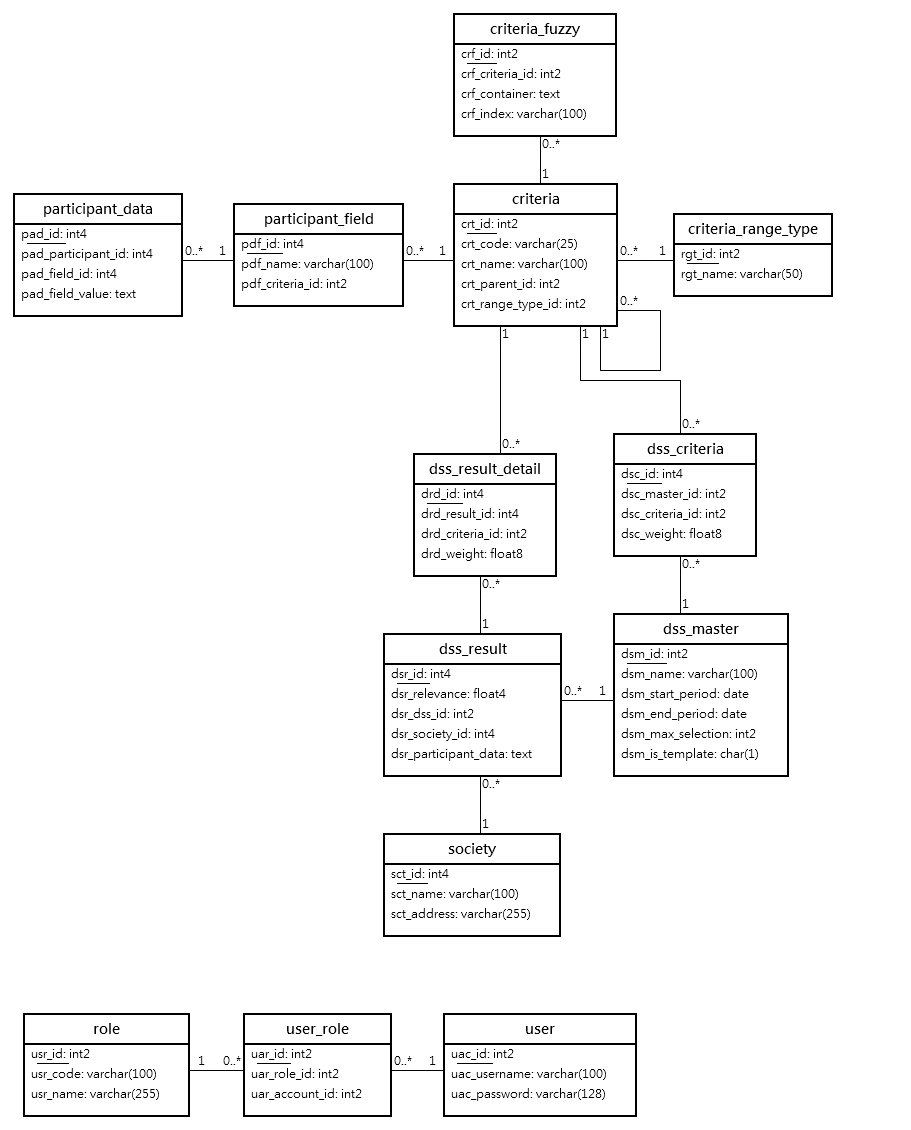 criteria_fuzzy
crf_id: int2
crf_criteria_id: int2
crf_container: text
crf_index: varchar(100)
0..*
1
participant_data
pad_id: int4
pad_participant_id: int4
pad_field_id: int4
pad_field_value: text
0..* 1
participant_field
pdf_id: int4
pdf_name: varchar(100)
pdf_criteria_id: int2
0..* 1
criteria
crt_id: int2
crt_code: varchar(25)
crt_name: varchar(100)
crt_parent_id: int2
crt_range_type_id: int2
0..* 1
criteria_range_type
rgt_id: int2
rgt_name: varchar(50)
0..*
1
1
1
0..*
0..*
dss_result_detail
drd_id: int4
drd_result_id: int4
drd_criteria_id: int2
drd_weight: float8
dss_criteria
dsc_id: int4
dsc_master_id: int2
dsc_criteria_id: int2
dsc_weight: float8
0..*
1
0..*
1
dss_result
dsr_id: int4
dsr_relevance: float4
dsr_dss_id: int2
dsr_society_id: int4
dsr_participant_data: text
0..* 1
dss_master
dsm_id: int2
dsm_name: varchar(100)
dsm_start_period: date
dsm_end_period: date
dsm_max_selection: int2
dsm_is_template: char(1)
0..*
1
society
sct_id: int4
sct_name: varchar(100)
sct_address: varchar(255)
role
usr_id: int2
usr_code: varchar(100)
usr_name: varchar(255)
1 0..*
user_role
uar_id: int2
uar_role_id: int2
uar_account_id: int2
0..* 1
user
uac_id: int2
uac_username: varchar(100)
uac_password: varchar(128)